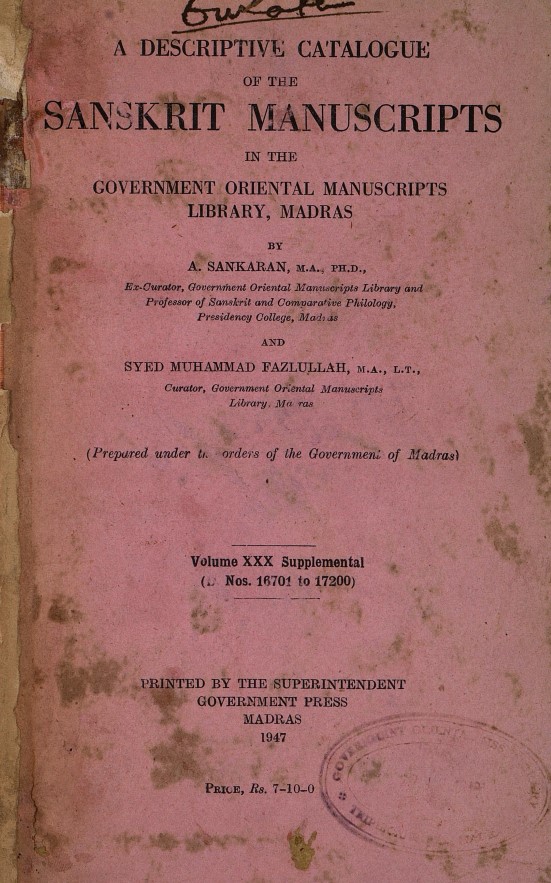 A DESCRIPTIVE CATALOGUE
OF THE
SANSKRIT MANUSCRIPTS
IN THE
GOVERNMENT ORIENTAL MANUSCRIPTS
LIBRARY, MADRAS
BY
A. SANKARAN, M.A., PH.D.,
Ex-Curator, Government Oriental Manuscripts Library and
Professor of Sanskrit and Comparative Philology,
Presidency College, Madras
AND
SYED MUHAMMAD FAZLULLAH, M.A., L.T.,
Curator, Government Oriental Manuscripts
Library, Madras
(Prepared under orders of the Government of Madras)
Volume XXX Supplemental
Nos. 16701 to 17200)
PRINTED BY THE SUPERINTENDENT
GOVERNMENT PRESS
MADRAS
1947
PRICE, Rs. 7-10-0
GOVERNMENT